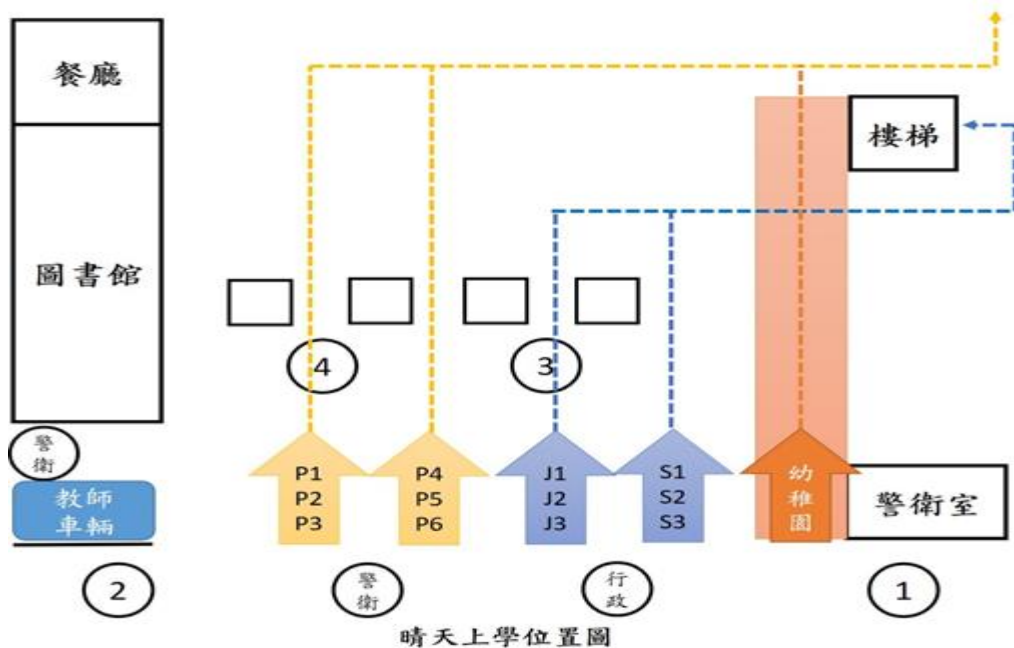 餐廳
樓梯
圖書館
4
3
警
衛
教師
車輛
P1
P2
P3
P4
P5
P6
J1
J2
J3
S1
S2
S3
幼
稚
園
警衛室
2
警
衛
行
政
1
晴天上學位置圖